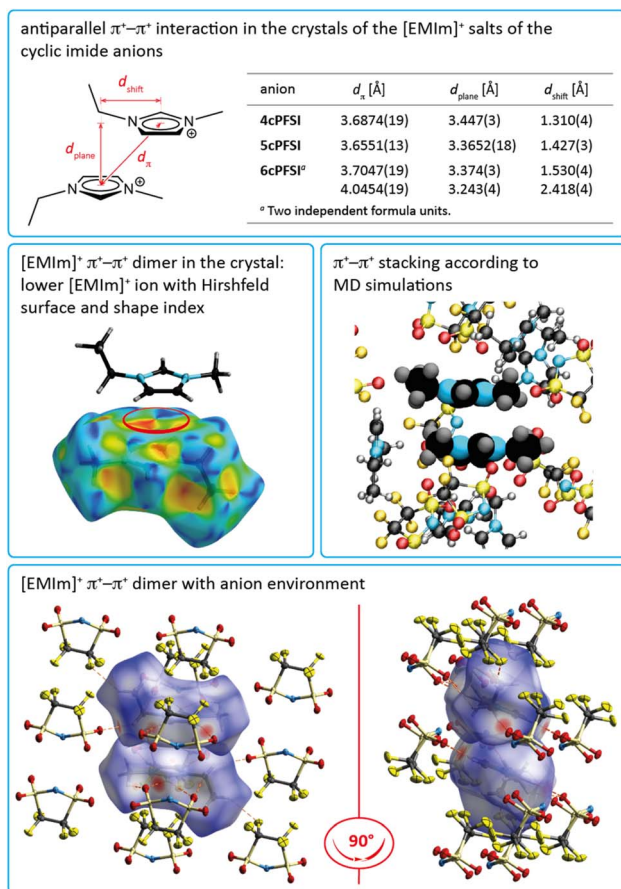 antiparallel π⁺–π⁺ interaction in the crystals of the [EMIm]⁺ salts of the
cyclic imide anions
d_shift
d_plane
d_π
⊕
⊕
anion d_π [Å] d_plane [Å] d_shift [Å]
4cPFSI 3.6874(19) 3.447(3) 1.310(4)
5cPFSI 3.6551(13) 3.3652(18) 1.427(3)
6cPFSIᵃ 3.7047(19) 3.374(3) 1.530(4)
4.0454(19) 3.243(4) 2.418(4)
ᵃ Two independent formula units.
N
N
N
N
[EMIm]⁺ π⁺–π⁺ dimer in the crystal:
lower [EMIm]⁺ ion with Hirshfeld
surface and shape index
π⁺–π⁺ stacking according to
MD simulations
[EMIm]⁺ π⁺–π⁺ dimer with anion environment
90°